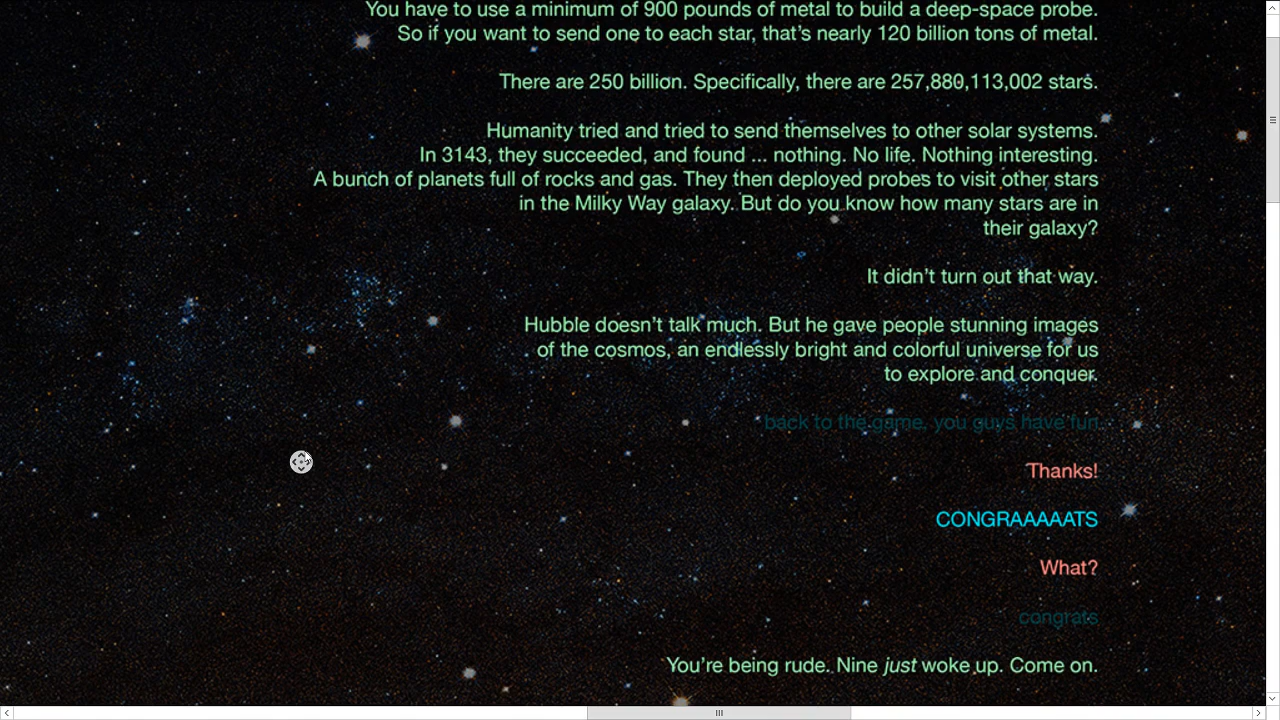 You have to use a minimum of 900 pounds of metal to build a deep-space probe.
So if you want to send one to each star, that’s nearly 120 billion tons of metal.
There are 250 billion. Specifically, there are 257,880,113,002 stars.
Humanity tried and tried to send themselves to other solar systems.
In 3143, they succeeded, and found ... nothing. No life. Nothing interesting.
A bunch of planets full of rocks and gas. They then deployed probes to visit other stars
in the Milky Way galaxy. But do you know how many stars are in
their galaxy?
It didn’t turn out that way.
Hubble doesn’t talk much. But he gave people stunning images
of the cosmos, an endlessly bright and colorful universe for us
to explore and conquer.
back to the game, you guys have fun
Thanks!
CONGRAAAAATS
What?
congrats
You’re being rude. Nine just woke up. Come on.